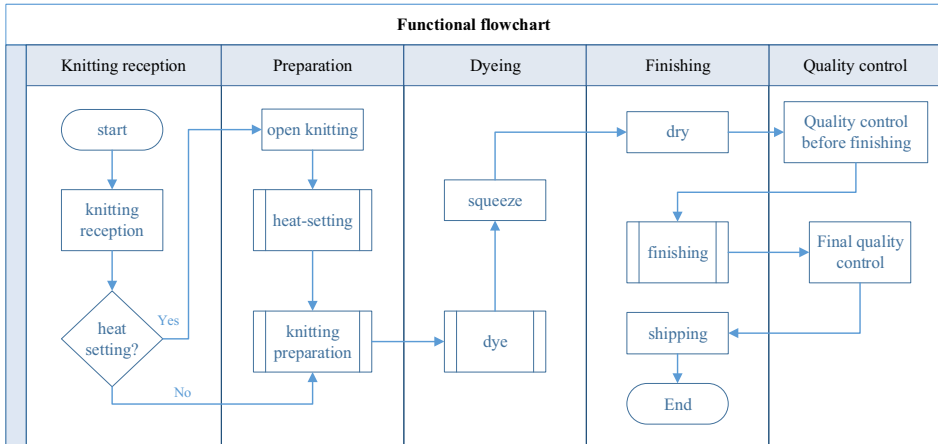 Functional flowchart
Knitting reception
Preparation
Dyeing
Finishing
Quality control
start
knitting
reception
heat
setting?
Yes
No
open knitting
heat-setting
knitting
preparation
dye
squeeze
dry
Quality control
before finishing
finishing
Final quality
control
shipping
End